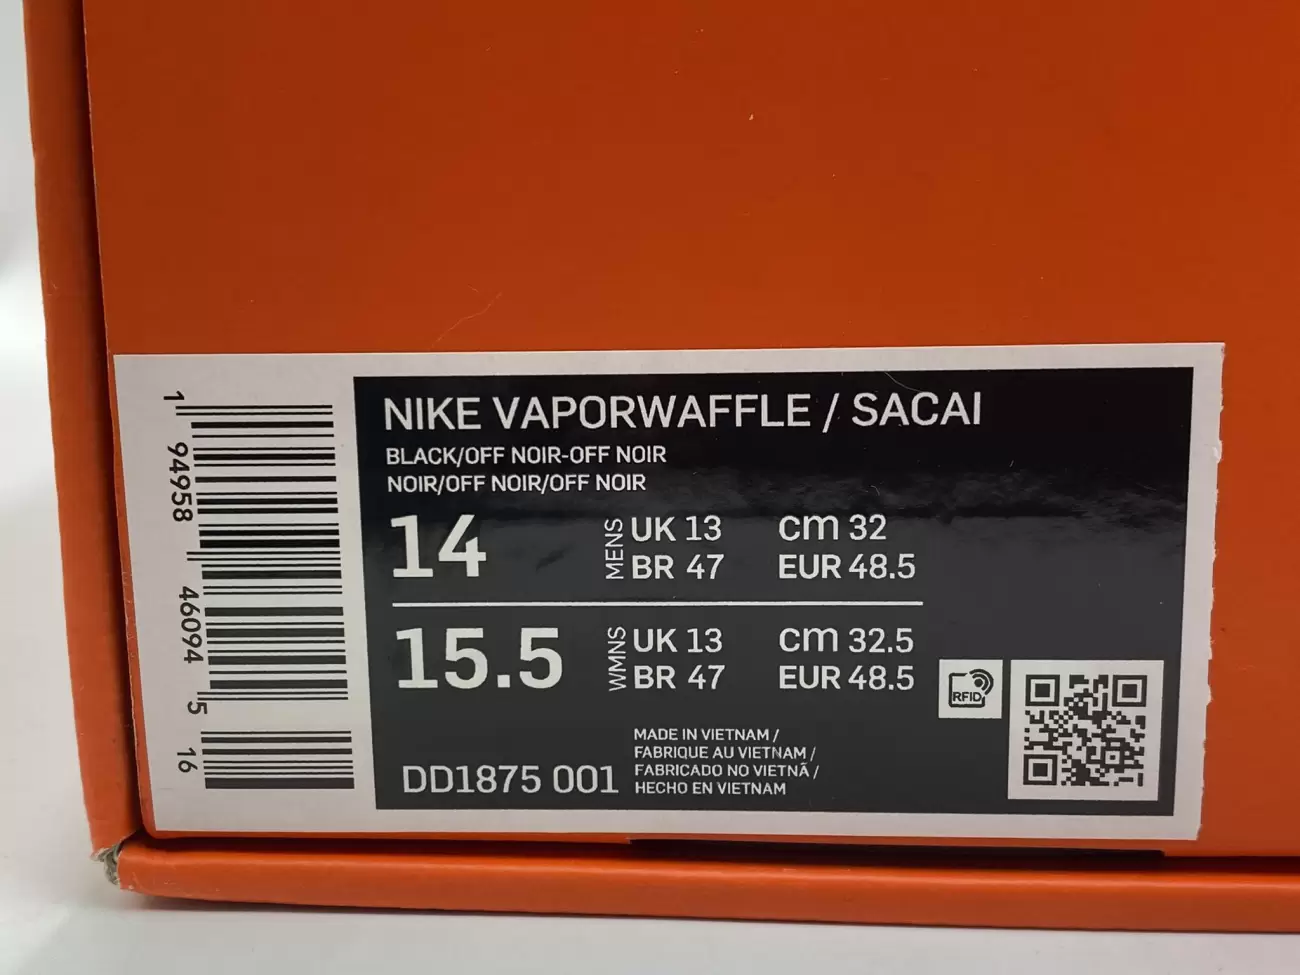 1 94958 46094 5 16
NIKE VAPORWAFFLE / SACAI
BLACK/OFF NOIR-OFF NOIR
NOIR/OFF NOIR/OFF NOIR
14
MENS
UK 13 cm 32
BR 47 EUR 48.5
15.5
WMNS
UK 13 cm 32.5
BR 47 EUR 48.5
RFID
DD1875 001
MADE IN VIETNAM /
FABRIQUE AU VIETNAM /
FABRICADO NO VIETNÃ /
HECHO EN VIETNAM